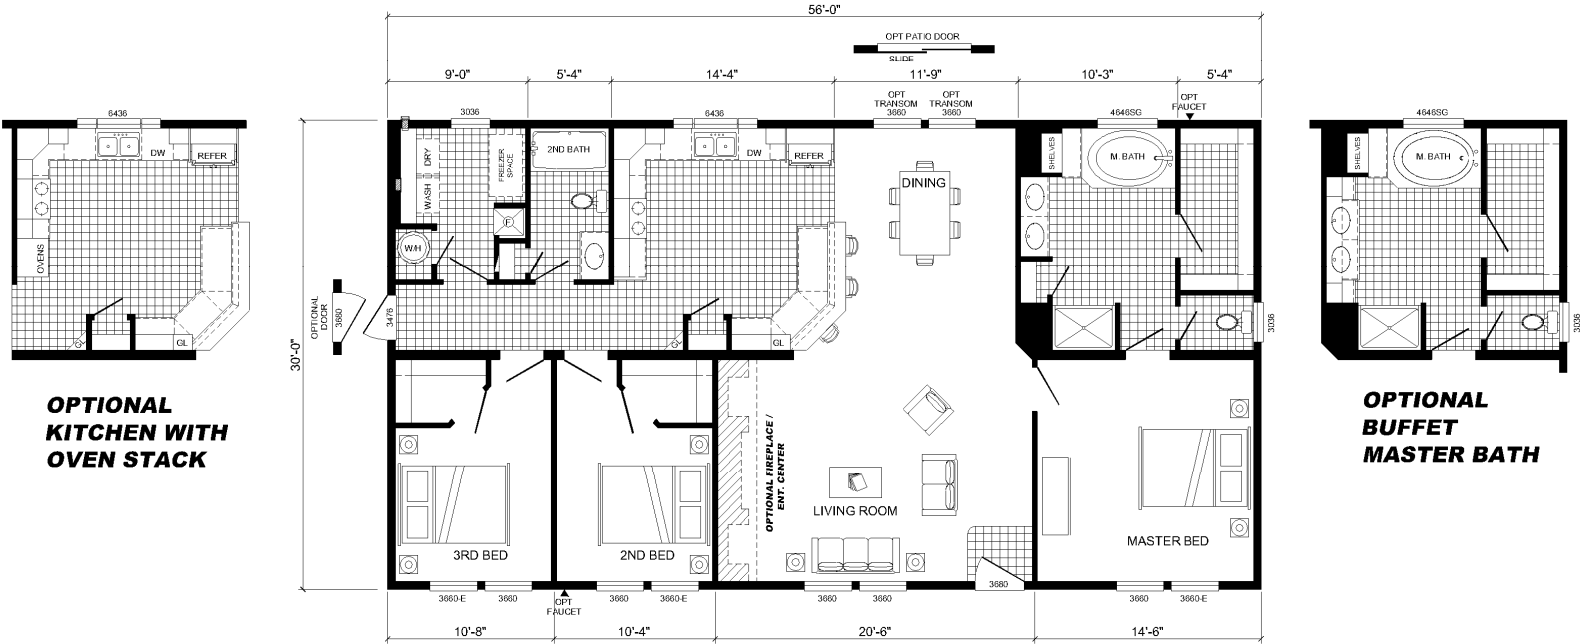 56'-0"
OPT PATIO DOOR
SLIDE
9'-0"
5'-4"
14'-4"
11'-9"
10'-3"
5'-4"
OPT
TRANSOM
3660
OPT
TRANSOM
3660
OPT
FAUCET
6436
3036
6436
4646SG
4646SG
DW
REFER
OVENS
GL
OPTIONAL
KITCHEN WITH
OVEN STACK
30'-0"
OPTIONAL
DOOR
3680
3476
DRY
WASH
FREEZER
SPACE
F
W/H
2ND BATH
DW
REFER
GL
DINING
SHELVES
M. BATH
3036
SHELVES
M. BATH
3036
OPTIONAL
BUFFET
MASTER BATH
OPTIONAL FIREPLACE /
ENT. CENTER
LIVING ROOM
3RD BED
2ND BED
MASTER BED
3680
3660-E
3660
OPT
FAUCET
3660
3660-E
3660
3660
3660
3660-E
10'-8"
10'-4"
20'-6"
14'-6"